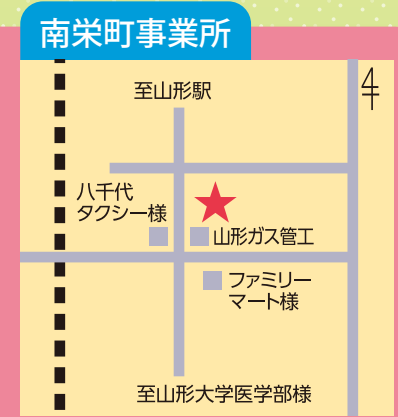 南栄町事業所
至山形駅
八千代
タクシー様
山形ガス管工
ファミリー
マート様
至山形大学医学部様